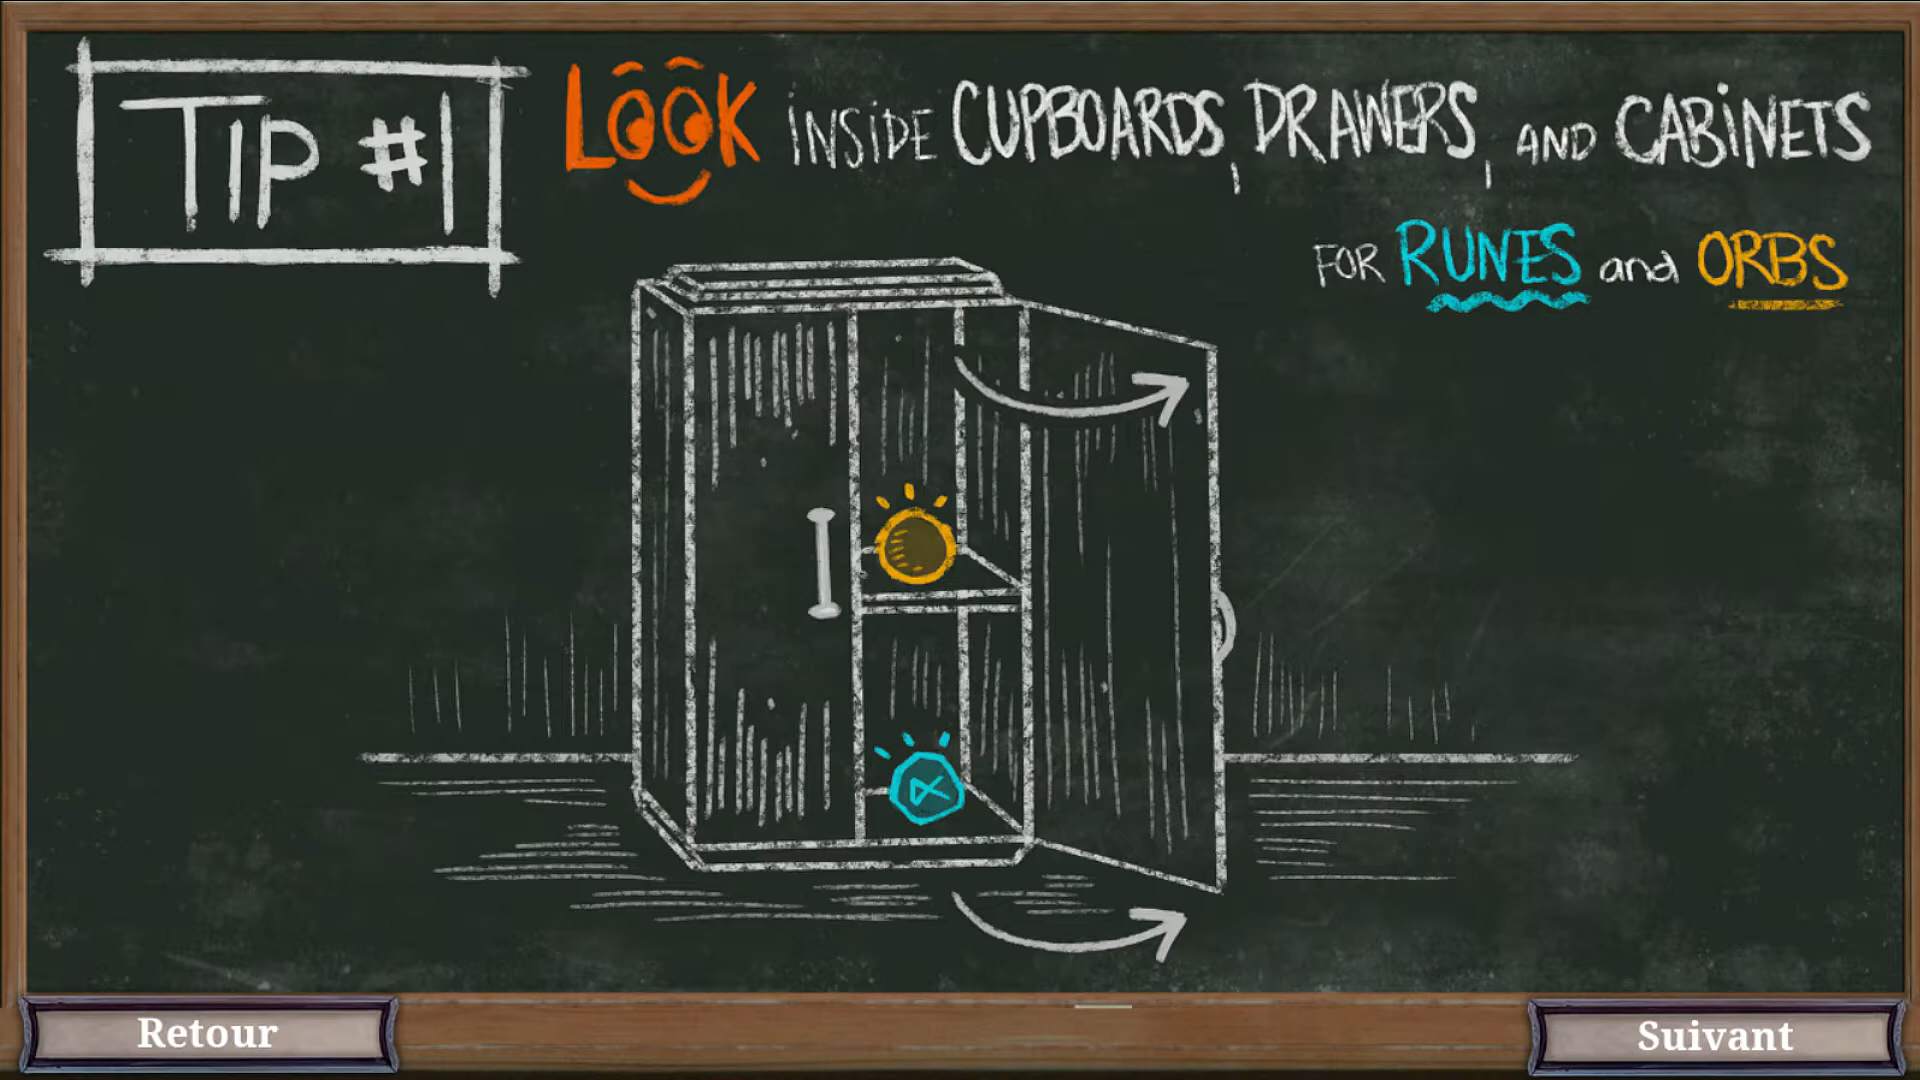 TIP #1
LOOK INSIDE CUPBOARDS, DRAWERS, AND CABINETS
FOR RUNES and ORBS
Retour
Suivant